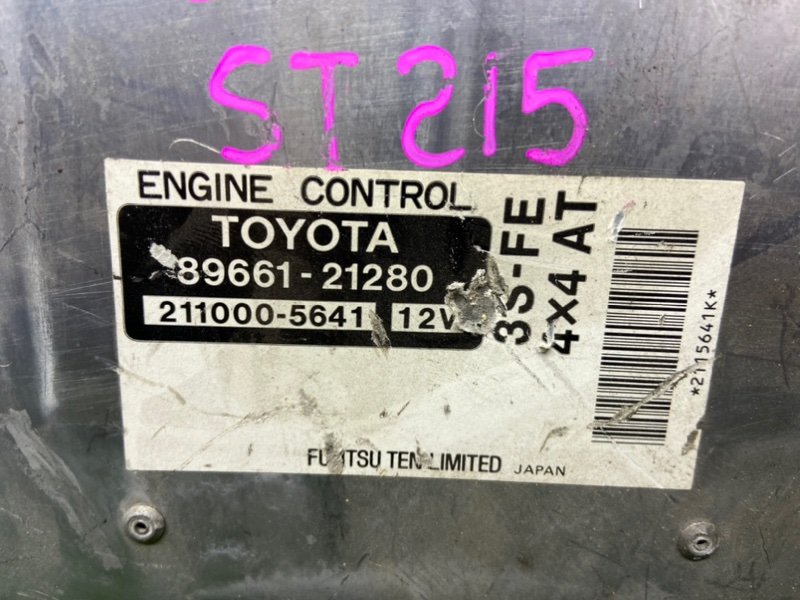 ST215
ENGINE CONTROL
TOYOTA
89661-21280
211000-5641 12V
3S-FE
4X4 AT
*2115641K*
FUJITSU TEN LIMITED JAPAN